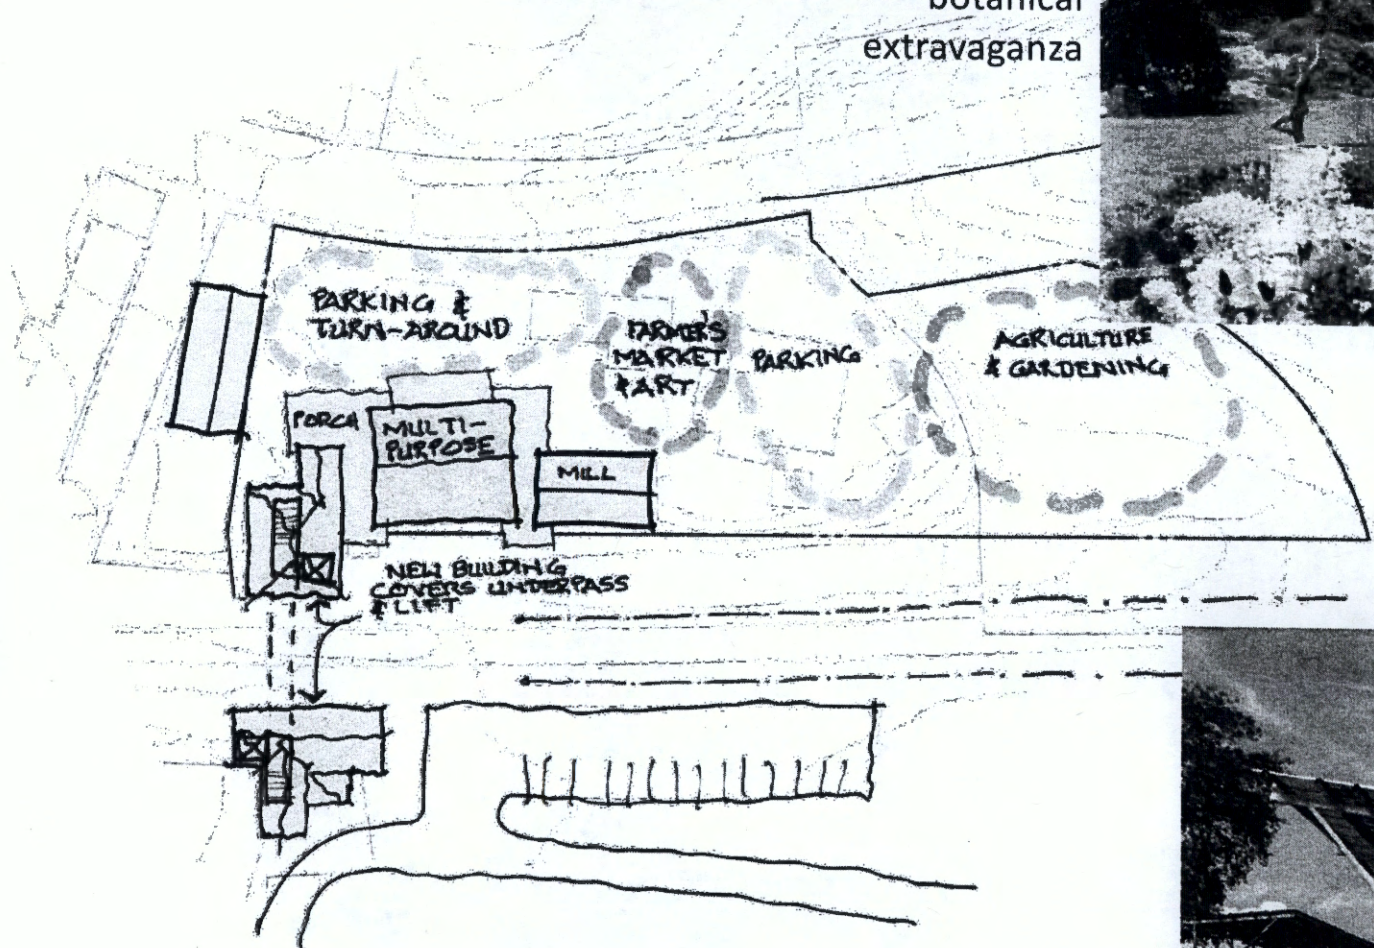 botanical
extravaganza
PARKING &
TURN-AROUND
FARMER'S
MARKET
& ART
PARKING
AGRICULTURE
& GARDENING
PORCH
MULTI-
PURPOSE
MILL
NEW BUILDING
COVERS UNDERPASS
& LIFT